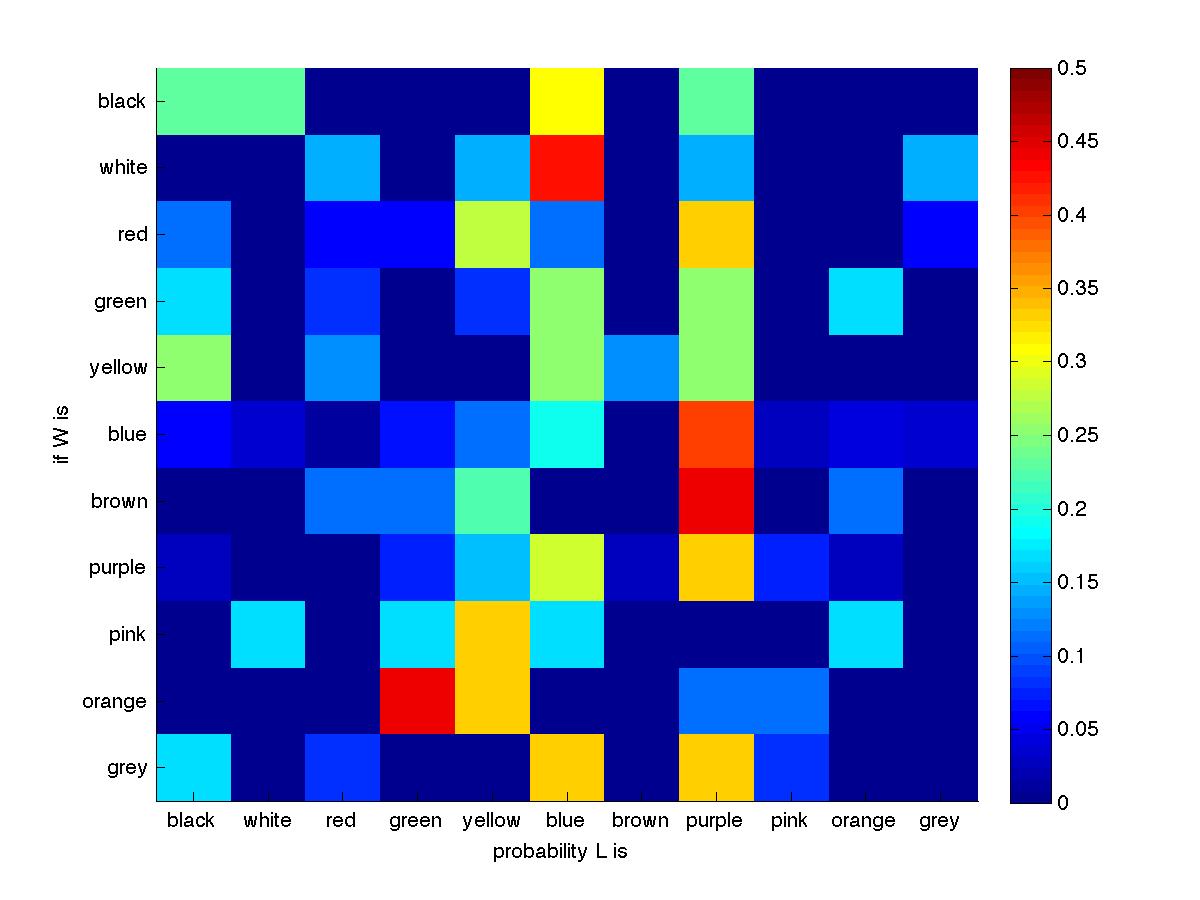 black
white
red
green
yellow
blue
brown
purple
pink
orange
grey
if W is
black white red green yellow blue brown purple pink orange grey
probability L is
0.5
0.45
0.4
0.35
0.3
0.25
0.2
0.15
0.1
0.05
0